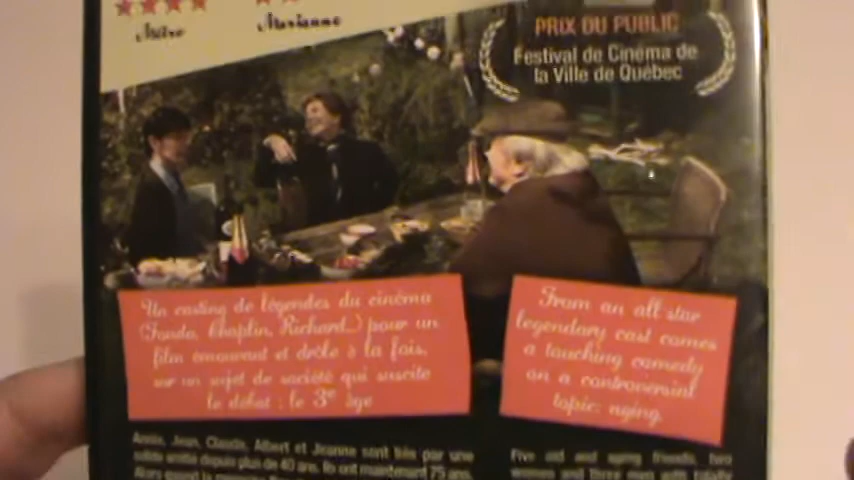 Métro
Marianne
PRIX DU PUBLIC
Festival de Cinéma de
la Ville de Québec
Un casting de légendes du cinéma
(Fonda, Chaplin, Richard) pour un
film émouvant et drôle à la fois,
sur un sujet de société qui suscite
le débat : le 3e âge
From an all star
legendary cast comes
a touching comedy
on a controversial
topic: aging.
Annie, Jean, Claude, Albert et Jeanne sont liés par une
solide amitié depuis plus de 40 ans. Ils ont maintenant 75 ans.
Five old and aging friends, two
women and three men with totally